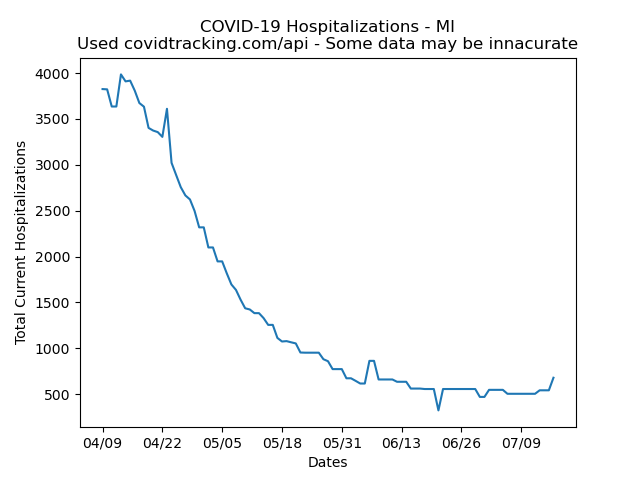 COVID-19 Hospitalizations - MI
Used covidtracking.com/api - Some data may be innacurate
Total Current Hospitalizations
4000
3500
3000
2500
2000
1500
1000
500
04/09 04/22 05/05 05/18 05/31 06/13 06/26 07/09
Dates